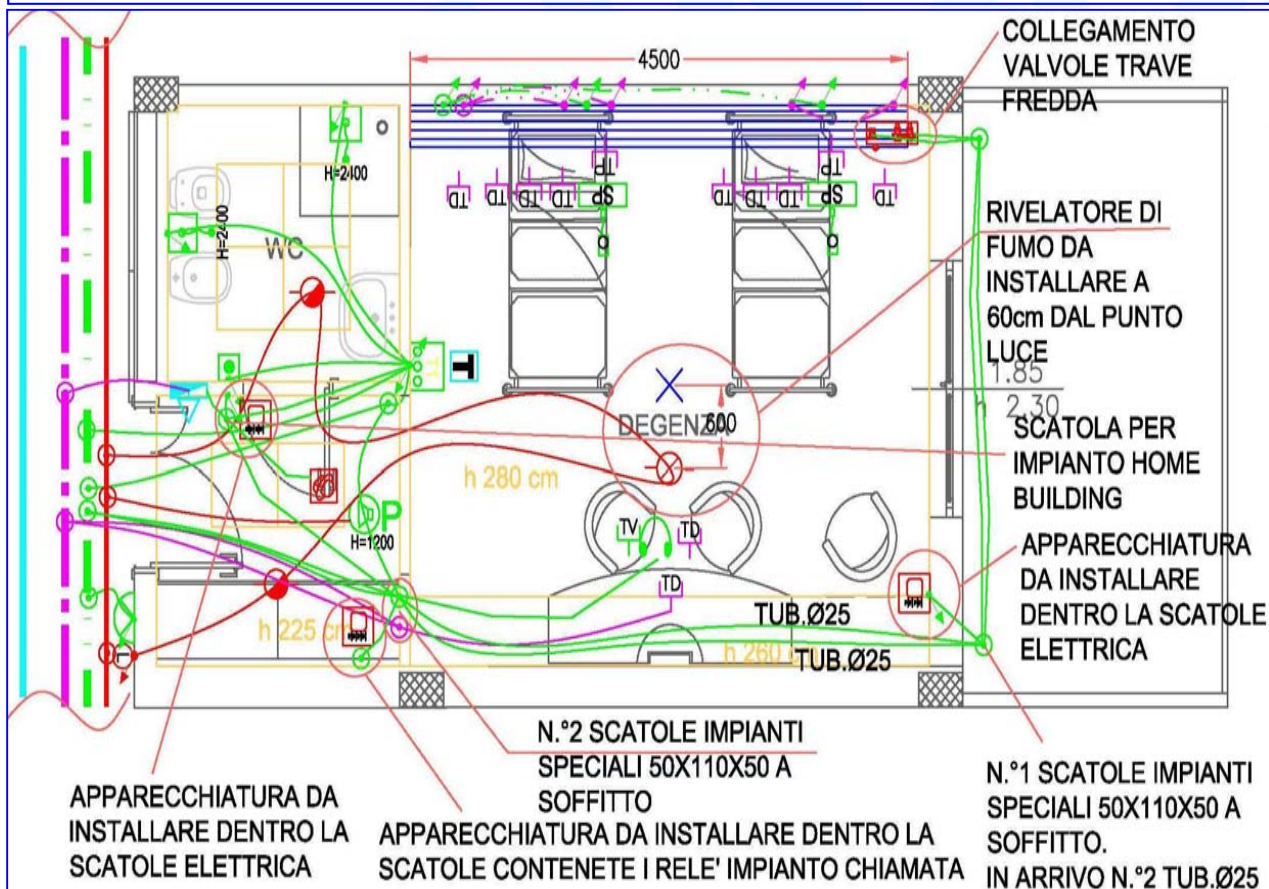 COLLEGAMENTO
VALVOLE TRAVE
FREDDA
4500
H=2400
H=2400
WC
TD
TD
TD
TD
TP
SP
TD
TD
TD
TP
SP
TD
RIVELATORE DI
FUMO DA
INSTALLARE A
60cm DAL PUNTO
LUCE
1.85
2.30
T
DEGENZA
600
h 280 cm
SCATOLA PER
IMPIANTO HOME
BUILDING
P
H=1200
TV
TD
TD
APPARECCHIATURA
DA INSTALLARE
DENTRO LA SCATOLE
ELETTRICA
TUB.Ø25
h 225 cm
h 260 cm
TUB.Ø25
L
N.°2 SCATOLE IMPIANTI
SPECIALI 50X110X50 A
SOFFITTO
APPARECCHIATURA DA
INSTALLARE DENTRO LA
SCATOLE ELETTRICA
APPARECCHIATURA DA INSTALLARE DENTRO LA
SCATOLE CONTENETE I RELE' IMPIANTO CHIAMATA
N.°1 SCATOLE IMPIANTI
SPECIALI 50X110X50 A
SOFFITTO.
IN ARRIVO N.°2 TUB.Ø25